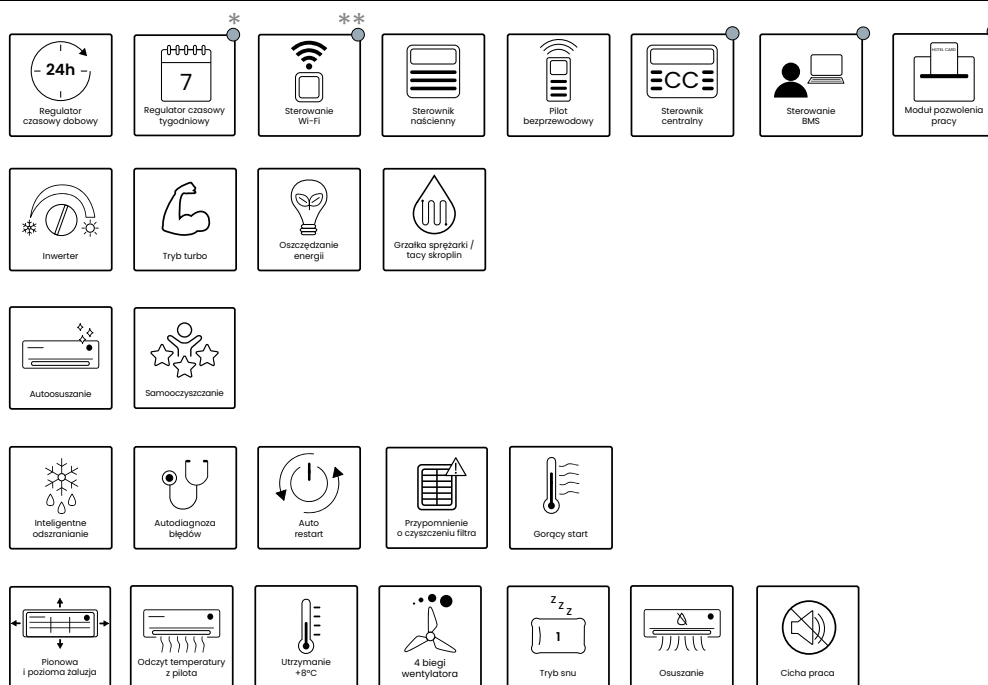 * **
24h
7
CC
HOTEL CARD
Regulator
czasowy dobowy
Regulator czasowy
tygodniowy
Sterowanie
Wi-Fi
Sterownik
naścienny
Pilot
bezprzewodowy
Sterownik
centralny
Sterowanie
BMS
Moduł pozwolenia
pracy
Inwerter
Tryb turbo
Oszczędzanie
energii
Grzałka sprężarki /
tacy skroplin
Autoosuszanie
Samooczyszczanie
Inteligentne
odszranianie
Autodiagnoza
błędów
Auto
restart
Przypomnienie
o czyszczeniu filtra
Gorący start
Pionowa
i pozioma żaluzja
Odczyt temperatury
z pilota
Utrzymanie
+8°C
4 biegi
wentylatora
z z z
1
Tryb snu
Osuszanie
Cicha praca